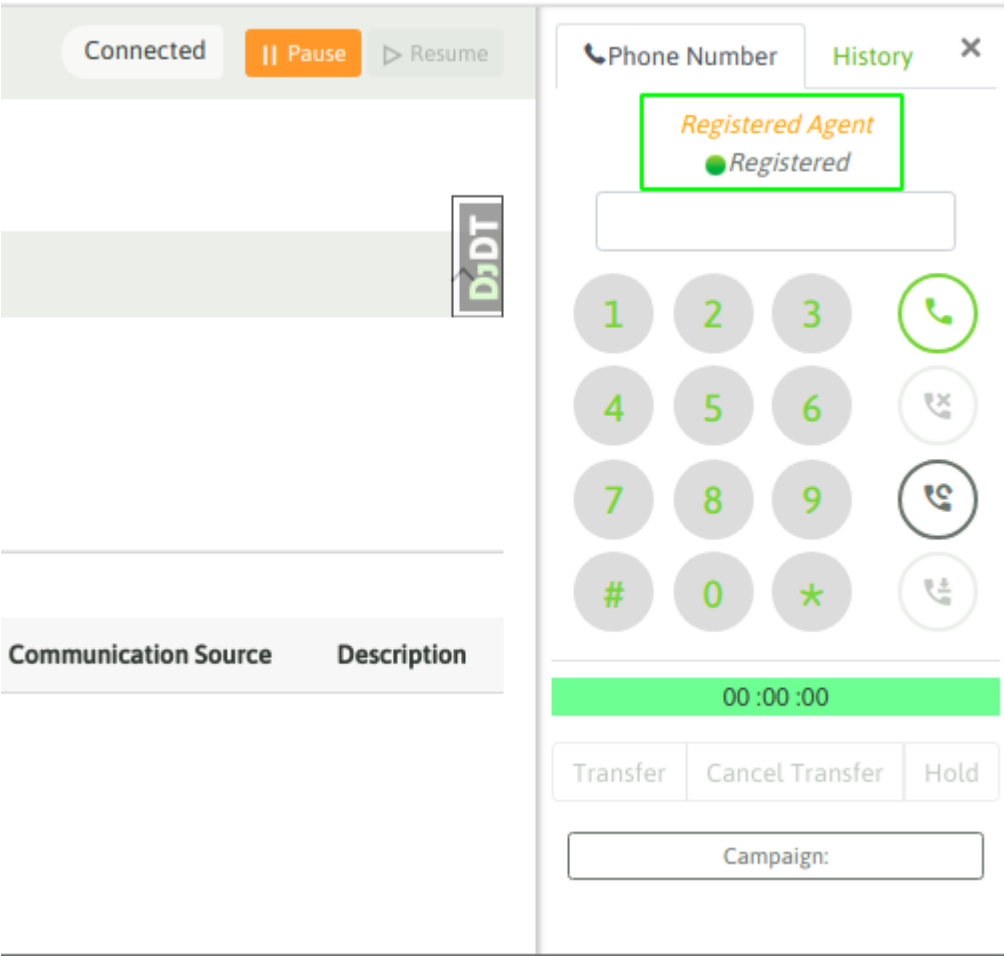 Connected
Pause
Resume
Phone Number
History
Registered Agent
Registered
DJDT
1 2 3
4 5 6
7 8 9
# 0 *
Communication Source Description
00 :00 :00
Transfer
Cancel Transfer
Hold
Campaign: